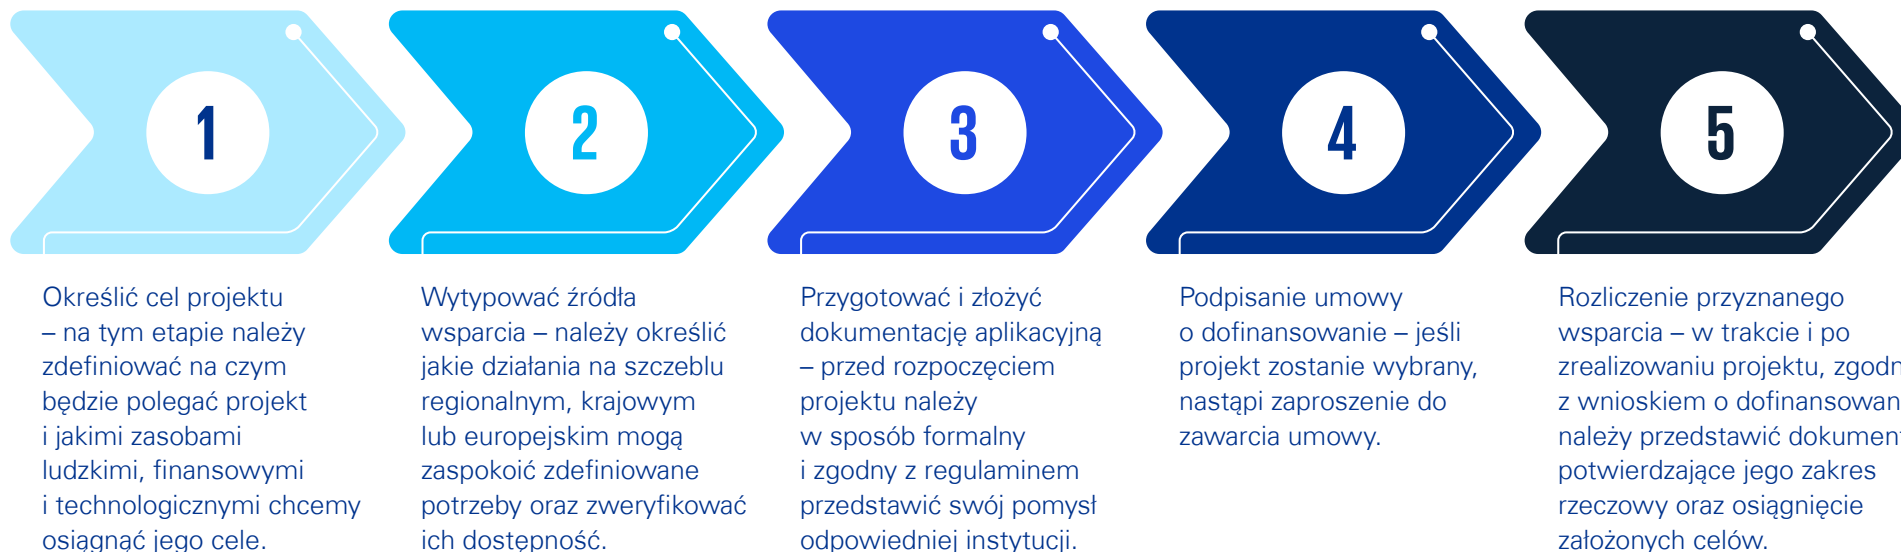 1
Określić cel projektu
– na tym etapie należy
zdefiniować na czym
będzie polegać projekt
i jakimi zasobami
ludzkimi, finansowymi
i technologicznymi chcemy
osiągnąć jego cele.
2
Wytypować źródła
wsparcia – należy określić
jakie działania na szczeblu
regionalnym, krajowym
lub europejskim mogą
zaspokoić zdefiniowane
potrzeby oraz zweryfikować
ich dostępność.
3
Przygotować i złożyć
dokumentację aplikacyjną
– przed rozpoczęciem
projektu należy
w sposób formalny
i zgodny z regulaminem
przedstawić swój pomysł
odpowiedniej instytucji.
4
Podpisanie umowy
o dofinansowanie – jeśli
projekt zostanie wybrany,
nastąpi zaproszenie do
zawarcia umowy.
5
Rozliczenie przyznanego
wsparcia – w trakcie i po
zrealizowaniu projektu,
z wnioskiem o
należy przedstawić
potwierdzające jego zakres
rzeczowy oraz osiągnięcie
założonych celów.